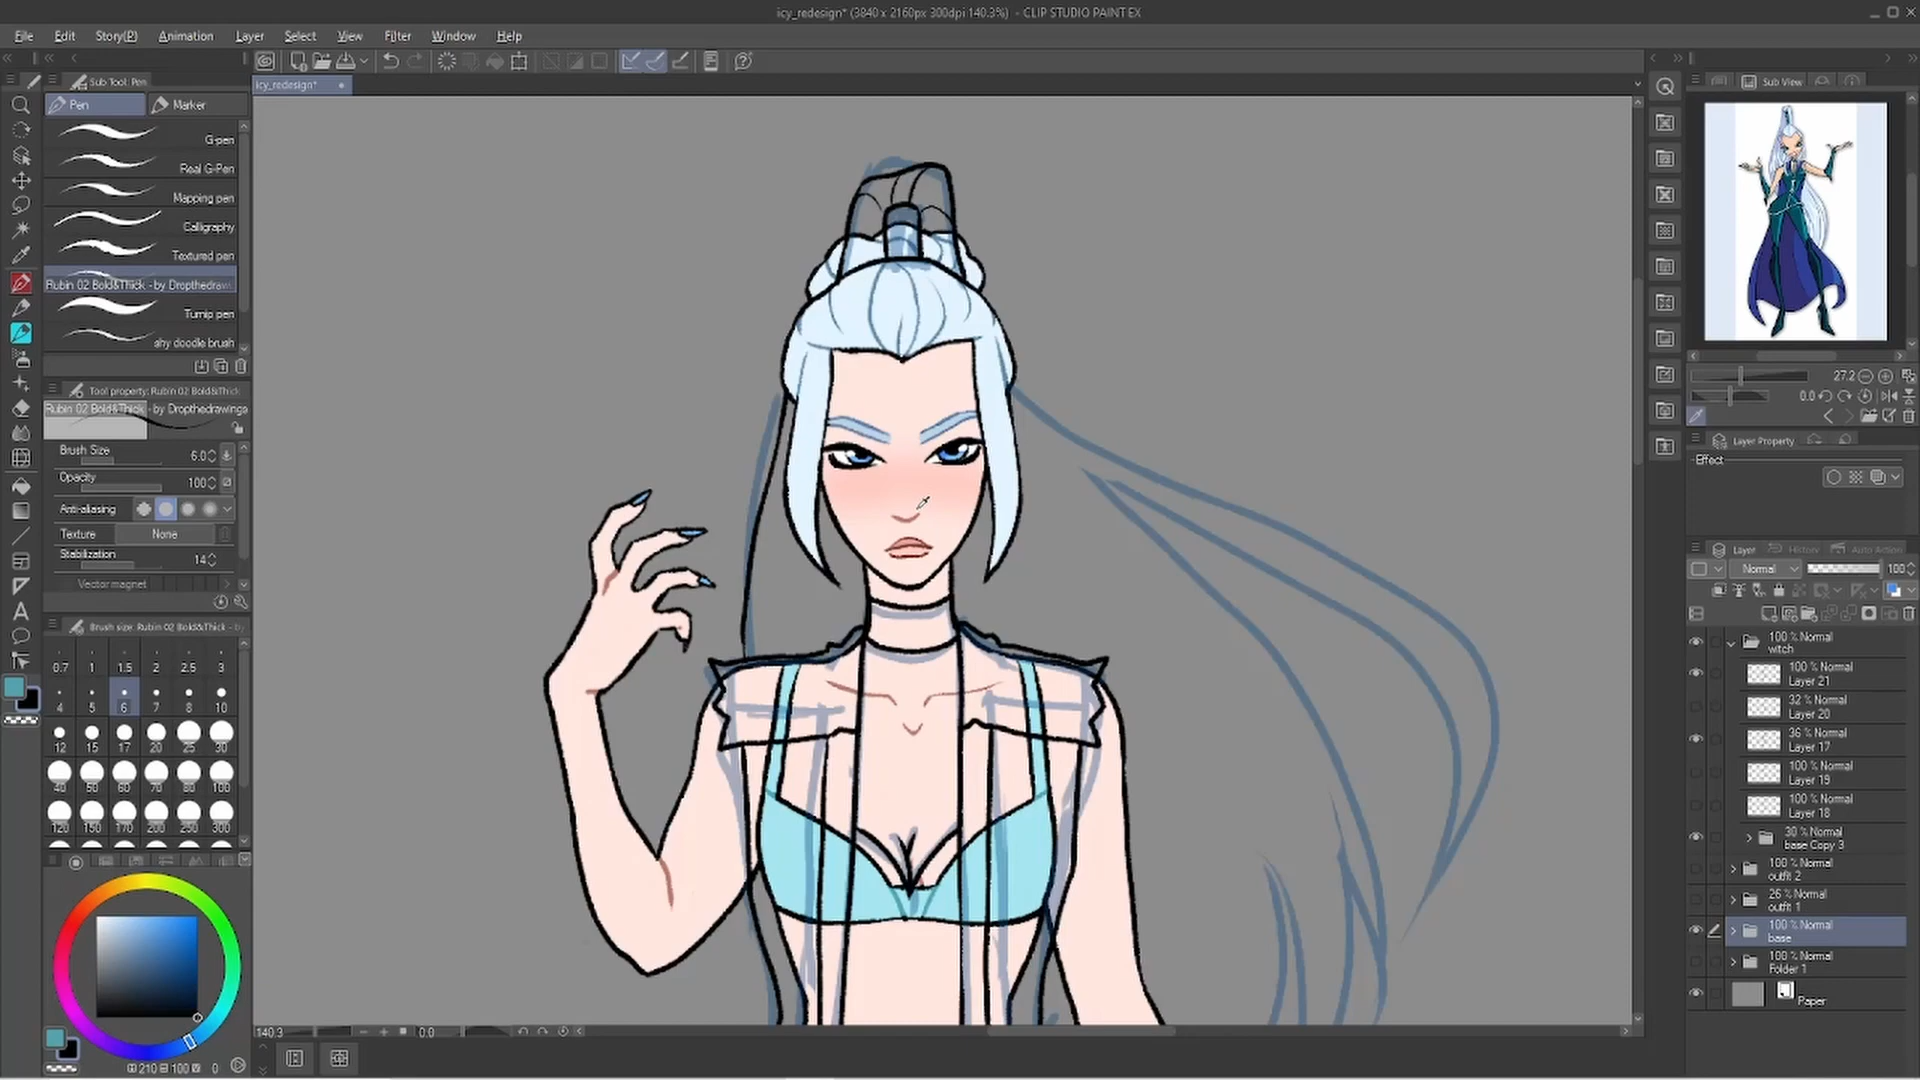 icy_redesign* (3840 x 2160px 300dpi 140.3%) - CLIP STUDIO PAINT EX
File Edit Story(P) Animation Layer Select View Filter Window Help
Sub Tool: Pen
icy_redesign*
Sub View
Pen Marker
G-pen
Real G-Pen
Mapping pen
Calligraphy
Textured pen
Rubin 02 Bold&Thick - by Dropthedraw
Turnip pen
shy doodle brush
Tool property: Rubin 02 Bold&Thick
Rubin 02 Bold&Thick - by Dropthedrawings
Brush Size 6.0
Opacity 100
Anti-aliasing
Texture None
Stabilization 14
Vector magnet
Brush size: Rubin 02 Bold&Thick - by
0.7 1 1.5 2 2.5 3
4 5 6 7 8 10
12 15 17 20 25 30
40 50 60 70 80 100
120 150 170 200 250 300
210 100 0
140.3 0.0
27.2
0.0
Layer Property
Effect
Layer History Auto Action
Normal 100
100 % Normal
witch
100 % Normal
Layer 21
32 % Normal
Layer 20
36 % Normal
Layer 17
100 % Normal
Layer 19
100 % Normal
Layer 18
30 % Normal
base Copy 3
100 % Normal
outfit 2
26 % Normal
outfit 1
100 % Normal
base
100 % Normal
Folder 1
Paper